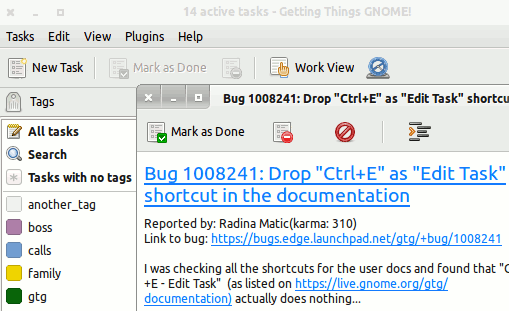 14 active tasks - Getting Things GNOME!
Tasks Edit View Plugins Help
New Task Mark as Done Work View
Tags
Bug 1008241: Drop "Ctrl+E" as "Edit Task" shortcu
All tasks
Search
Tasks with no tags
another_tag
boss
calls
family
gtg
Mark as Done
Bug 1008241: Drop "Ctrl+E" as "Edit Task"
shortcut in the documentation
Reported by: Radina Matic(karma: 310)
Link to bug: https://bugs.edge.launchpad.net/gtg/+bug/1008241
I was checking all the shortcuts for the user docs and found that "C
+E - Edit Task" (as listed on https://live.gnome.org/gtg/
documentation) actually does nothing...